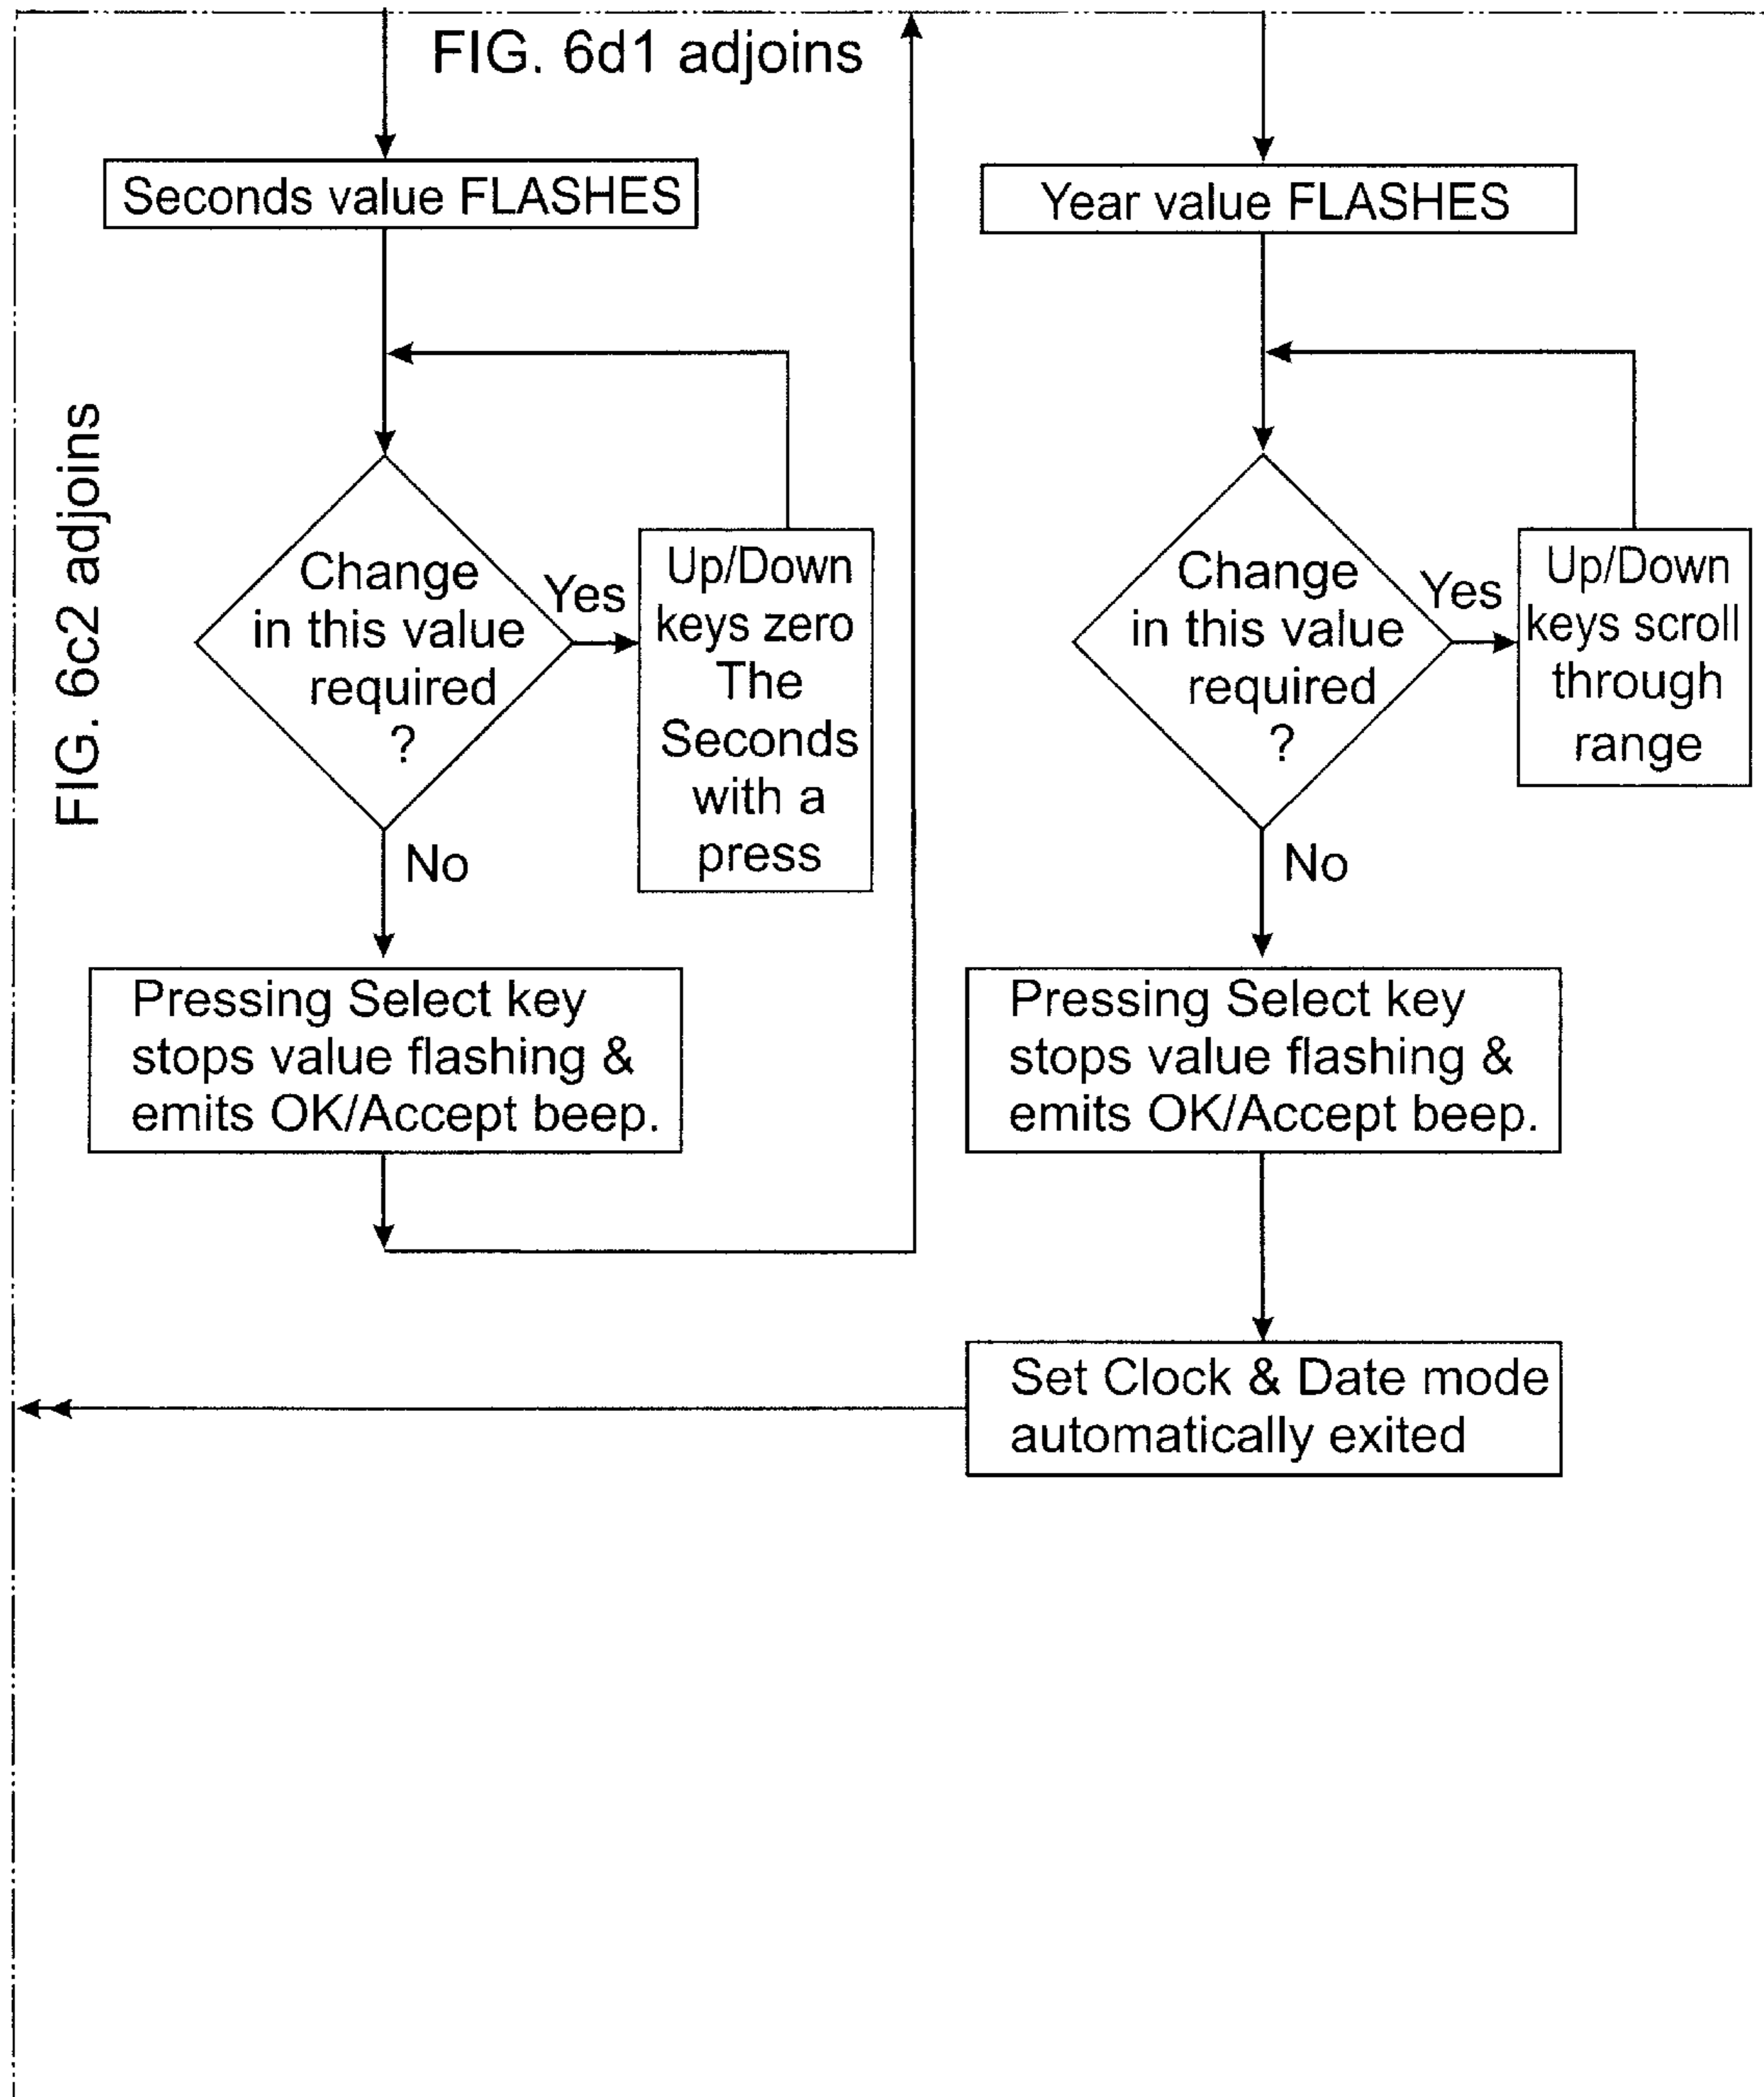 FIG. 6d1 adjoins
FIG. 6c2 adjoins
Seconds value FLASHES
Change
in this value
required
?
Yes
Up/Down
keys zero
The
Seconds
with a
press
No
Pressing Select key
stops value flashing &
emits OK/Accept beep.
Year value FLASHES
Change
in this value
required
?
Yes
Up/Down
keys scroll
through
range
No
Pressing Select key
stops value flashing &
emits OK/Accept beep.
Set Clock & Date mode
automatically exited